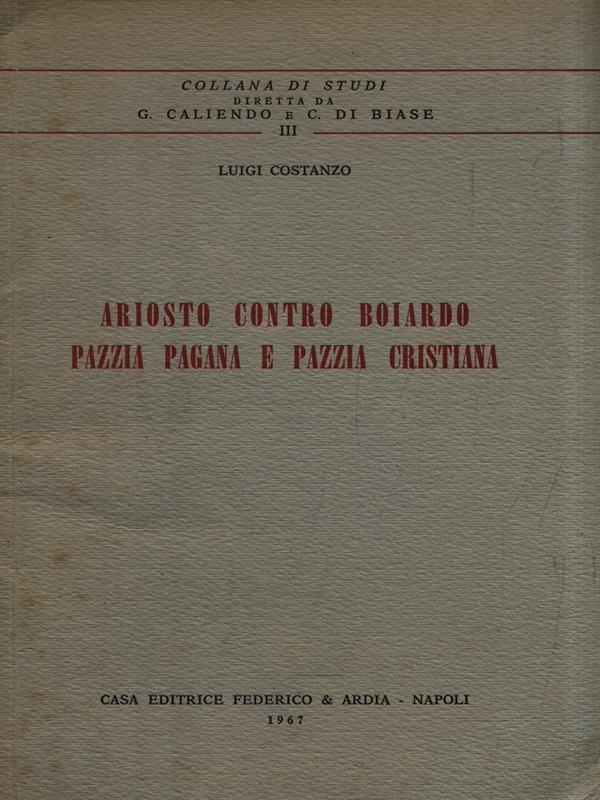 COLLANA DI STUDI
DIRETTA DA
G. CALIENDO E C. DI BIASE
III
LUIGI COSTANZO
ARIOSTO CONTRO BOIARDO
PAZZIA PAGANA E PAZZIA CRISTIANA
CASA EDITRICE FEDERICO & ARDIA - NAPOLI
1967